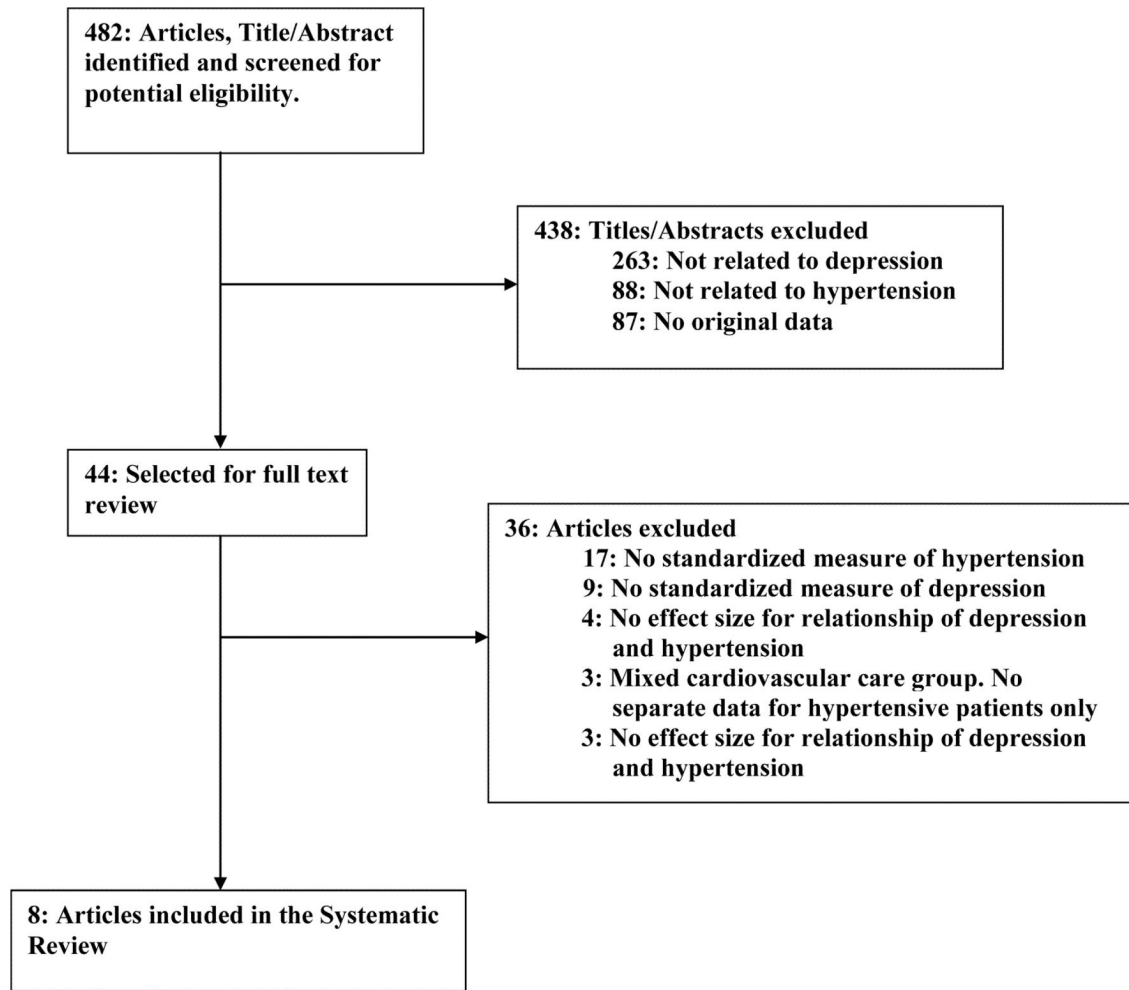 482: Articles, Title/Abstract
identified and screened for
potential eligibility.
438: Titles/Abstracts excluded
263: Not related to depression
88: Not related to hypertension
87: No original data
44: Selected for full text
review
36: Articles excluded
17: No standardized measure of hypertension
9: No standardized measure of depression
4: No effect size for relationship of depression
and hypertension
3: Mixed cardiovascular care group. No
separate data for hypertensive patients only
3: No effect size for relationship of depression
and hypertension
8: Articles included in the Systematic
Review